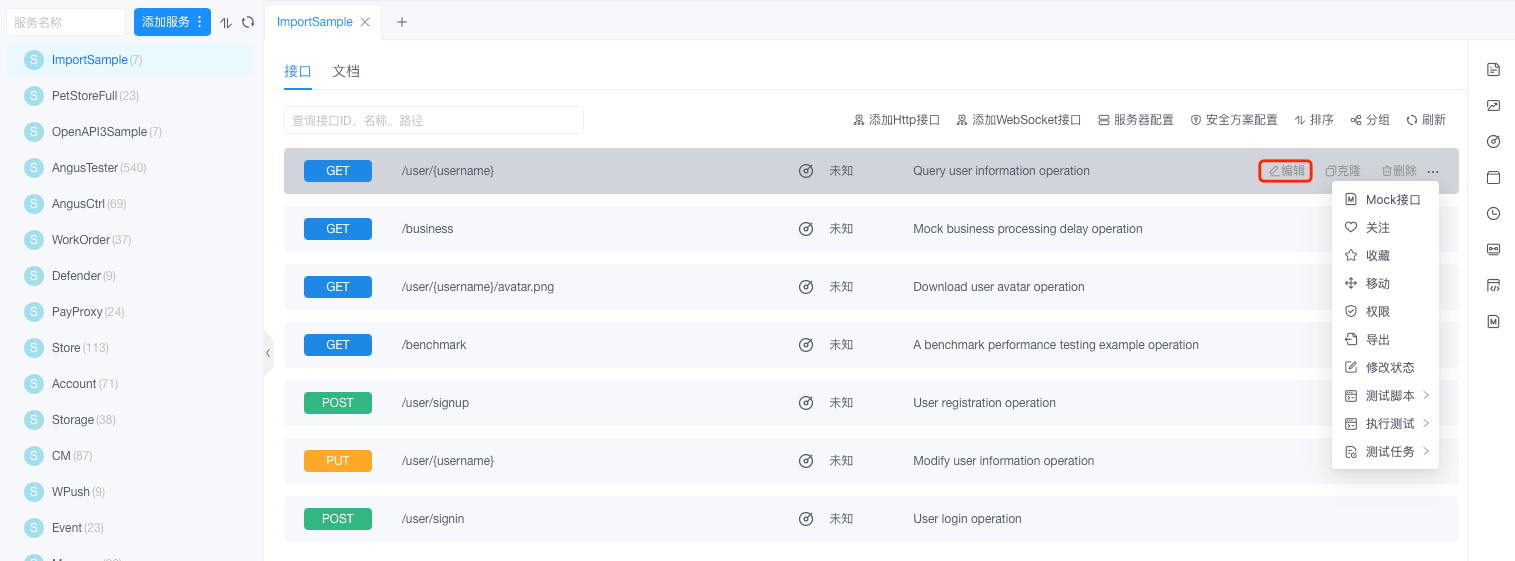 服务名称
添加服务
ImportSample (7)
PetStoreFull (23)
OpenAPI3Sample (7)
AngusTester (540)
AngusCtrl (69)
WorkOrder (37)
Defender (9)
PayProxy (24)
Store (113)
Account (71)
Storage (38)
CM (87)
WPush (9)
Event (23)
ImportSample
接口 文档
查询接口ID、名称、路径
添加Http接口 添加WebSocket接口 服务器配置 安全方案配置 排序 分组 刷新
GET /user/{username} 未知 Query user information operation 编辑 克隆 删除
GET /business 未知 Mock business processing delay operation
GET /user/{username}/avatar.png 未知 Download user avatar operation
GET /benchmark 未知 A benchmark performance testing example operation
POST /user/signup 未知 User registration operation
PUT /user/{username} 未知 Modify user information operation
POST /user/signin 未知 User login operation
Mock接口
关注
收藏
移动
权限
导出
修改状态
测试脚本
执行测试
测试任务